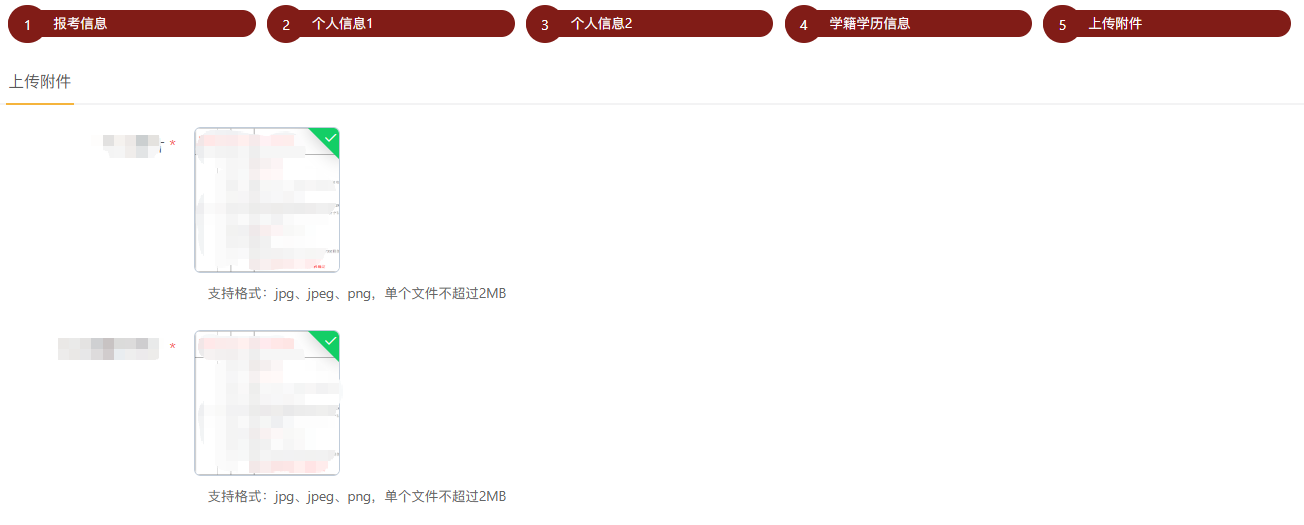 1 报考信息 2 个人信息1 3 个人信息2 4 学籍学历信息 5 上传附件
上传附件
*
支持格式：jpg、jpeg、png，单个文件不超过2MB
*
支持格式：jpg、jpeg、png，单个文件不超过2MB